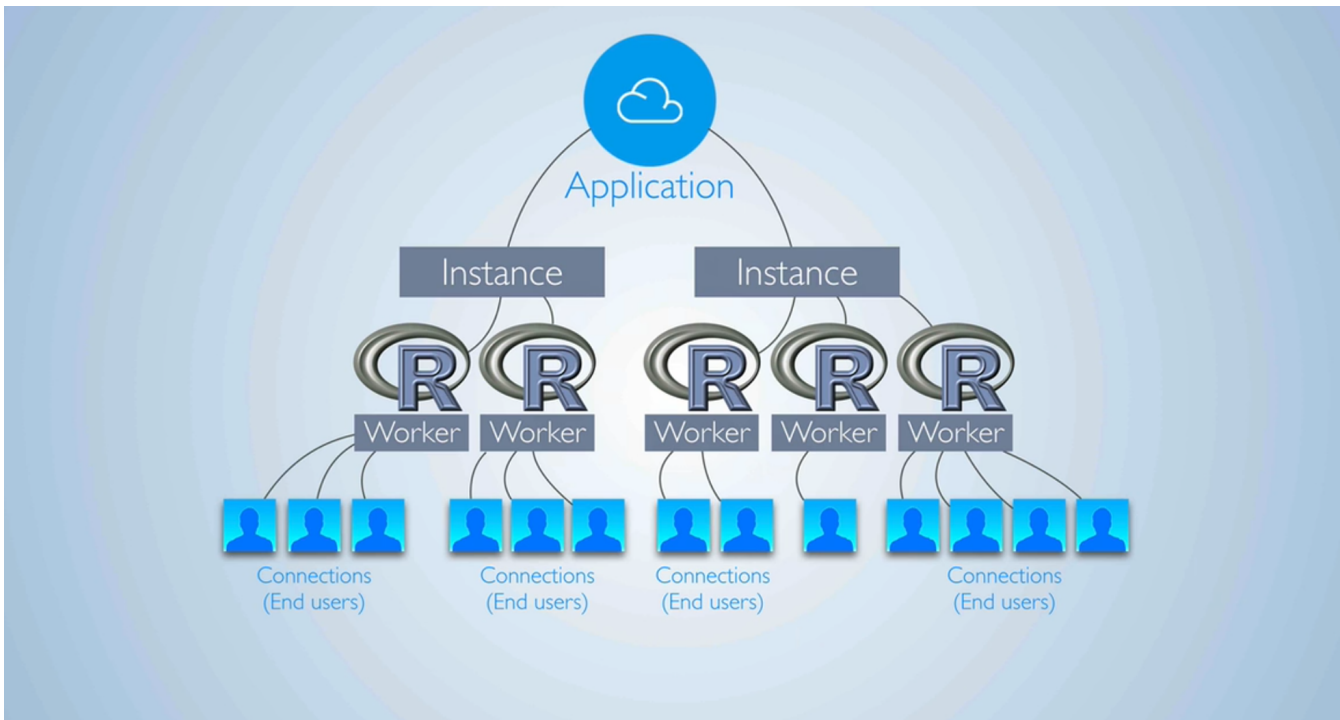 Application
Instance Instance
R R R R R
Worker Worker Worker Worker Worker
Connections Connections Connections Connections
(End users) (End users) (End users) (End users)